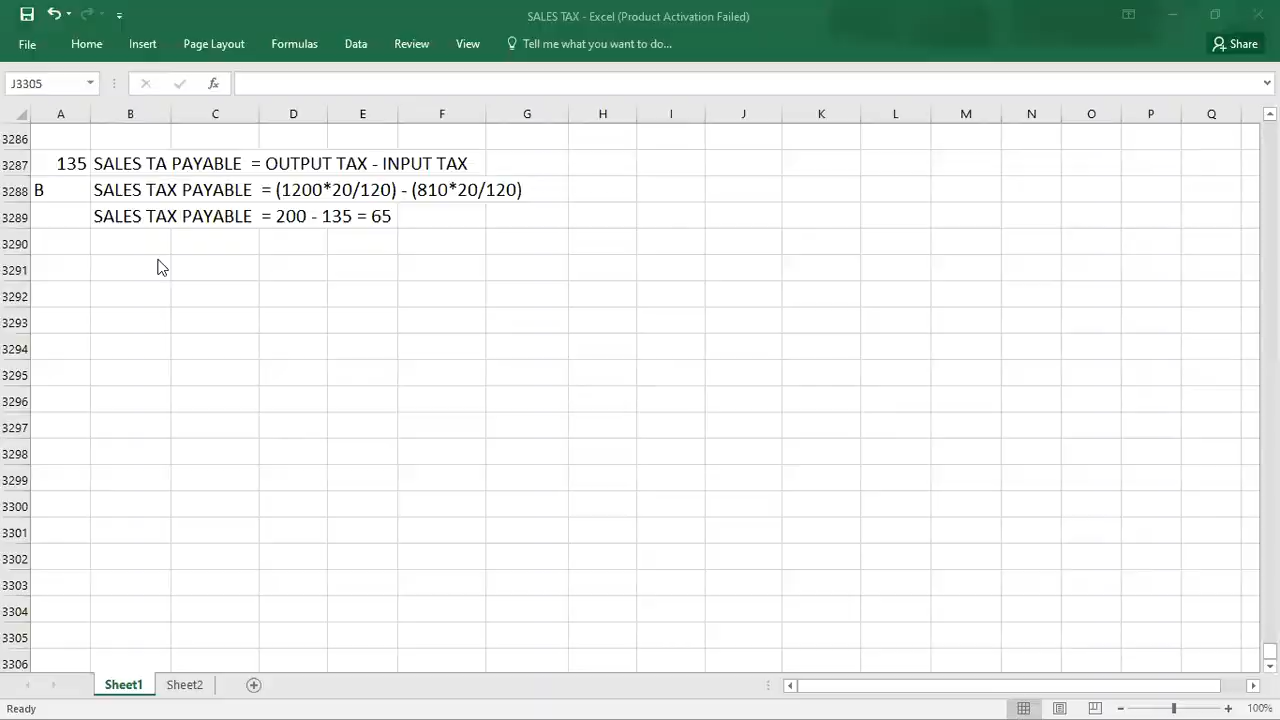 SALES TAX - Excel (Product Activation Failed)
File Home Insert Page Layout Formulas Data Review View Tell me what you want to do... Share
J3305
fx
A B C D E F G H I J K L M N O P Q
3286
3287 135 SALES TA PAYABLE = OUTPUT TAX - INPUT TAX
3288 B SALES TAX PAYABLE = (1200*20/120) - (810*20/120)
3289 SALES TAX PAYABLE = 200 - 135 = 65
3290
3291
3292
3293
3294
3295
3296
3297
3298
3299
3300
3301
3302
3303
3304
3305
3306
Sheet1 Sheet2
Ready 100%